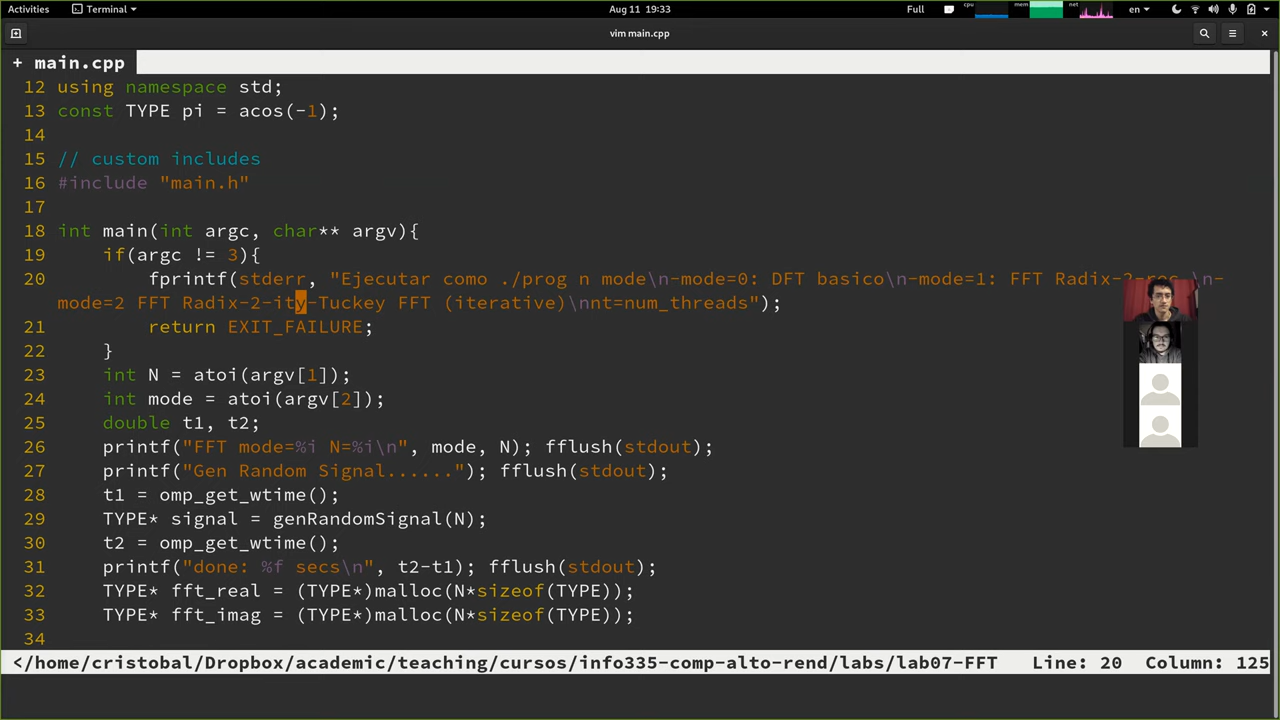 Activities Terminal Aug 11 19:33 Full cpu mem net en
vim main.cpp
+ main.cpp
12 using namespace std;
13 const TYPE pi = acos(-1);
14
15 // custom includes
16 #include "main.h"
17
18 int main(int argc, char** argv){
19 if(argc != 3){
20 fprintf(stderr, "Ejecutar como ./prog n mode\n-mode=0: DFT basico\n-mode=1: FFT Radix-2-rec \n-
mode=2 FFT Radix-2-ity-Tuckey FFT (iterative)\nnt=num_threads");
21 return EXIT_FAILURE;
22 }
23 int N = atoi(argv[1]);
24 int mode = atoi(argv[2]);
25 double t1, t2;
26 printf("FFT mode=%i N=%i\n", mode, N); fflush(stdout);
27 printf("Gen Random Signal......"); fflush(stdout);
28 t1 = omp_get_wtime();
29 TYPE* signal = genRandomSignal(N);
30 t2 = omp_get_wtime();
31 printf("done: %f secs\n", t2-t1); fflush(stdout);
32 TYPE* fft_real = (TYPE*)malloc(N*sizeof(TYPE));
33 TYPE* fft_imag = (TYPE*)malloc(N*sizeof(TYPE));
34
</home/cristobal/Dropbox/academic/teaching/cursos/info335-comp-alto-rend/labs/lab07-FFT Line: 20 Column: 125